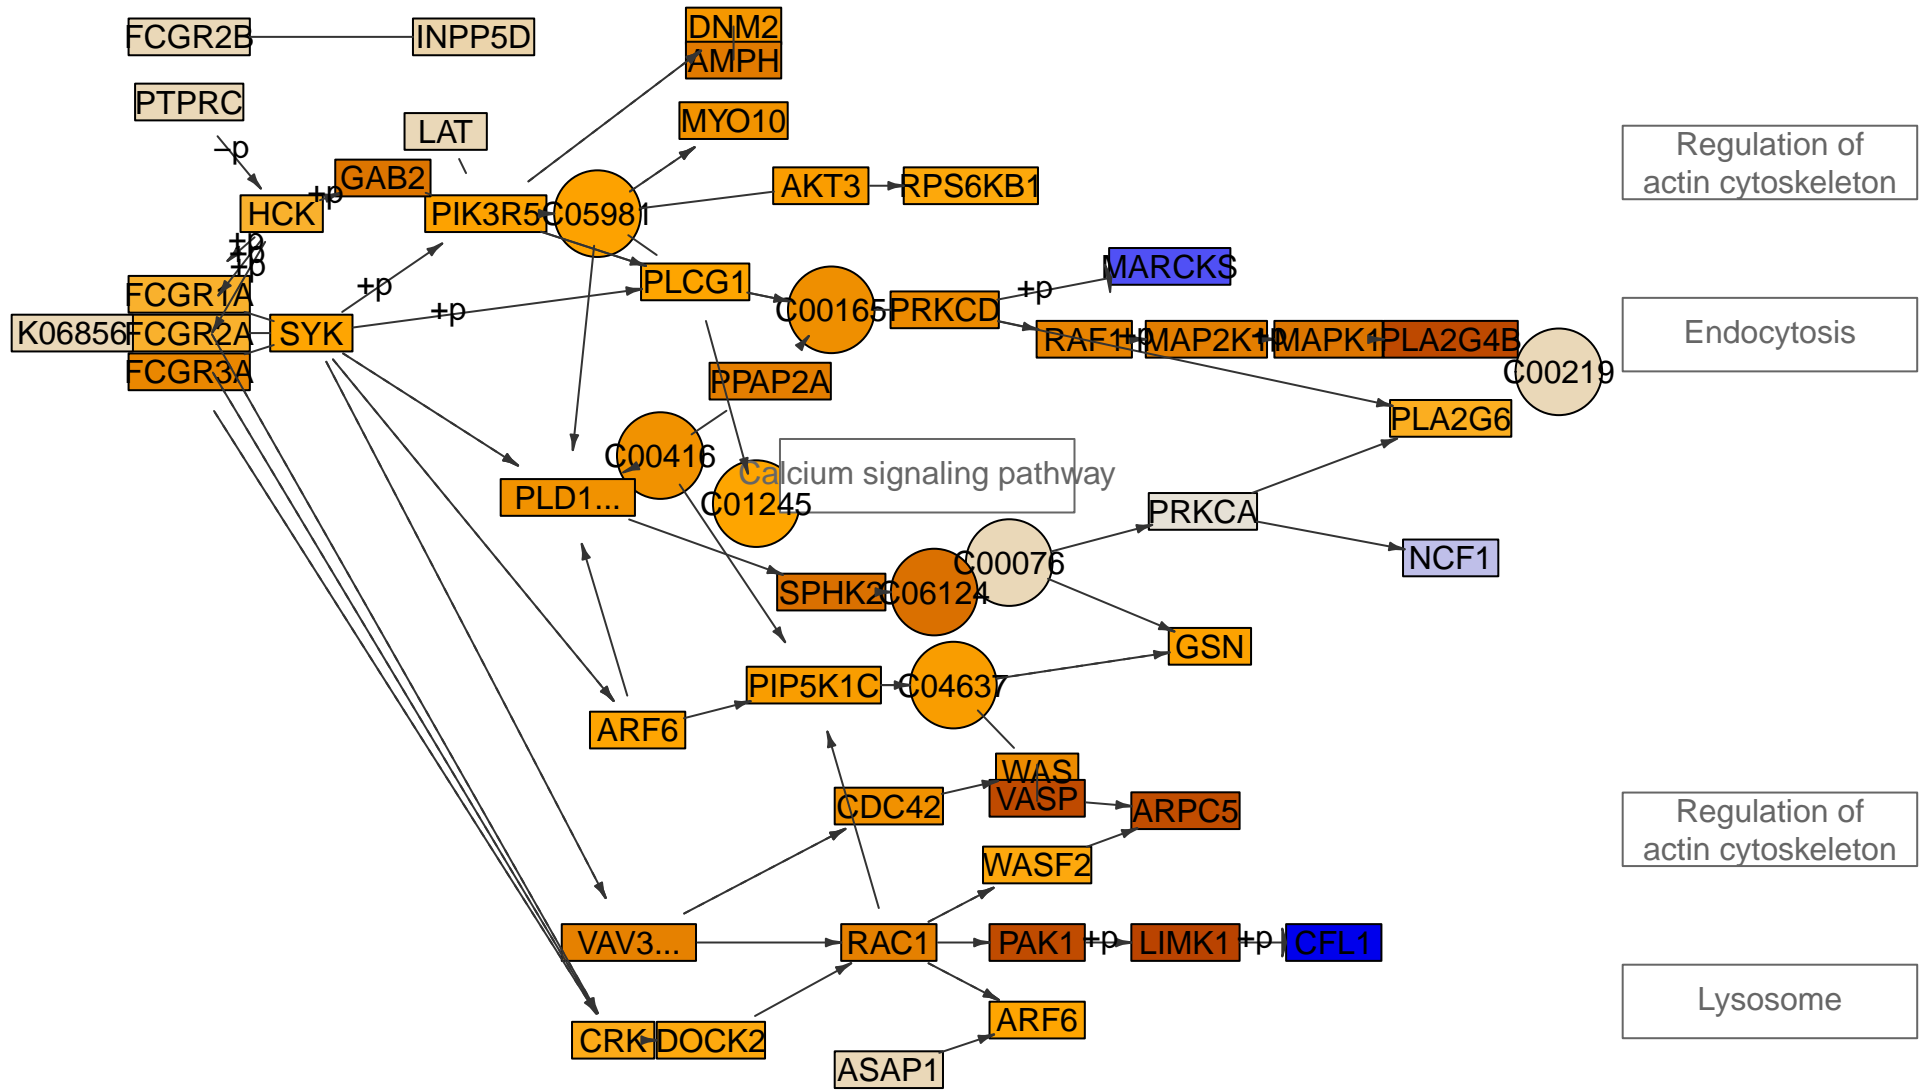 FCGR2B
INPP5D
DNM2
AMPH
PTPRC
LAT
MYO10
Regulation of
actin cytoskeleton
–p
GAB2
+p
HCK
PIK3R5
C05981
AKT3
RPS6KB1
+p
+p
+p
FCGR1A
+p
PLCG1
MARCKS
+p
K06856
FCGR2A
SYK
+p
C00165
PRKCD
RAF1
+p
MAP2K1
+p
MAPK1
PLA2G4B
Endocytosis
FCGR3A
PPAP2A
C00219
PLA2G6
C00416
Calcium signaling pathway
PLD1...
C01245
PRKCA
C00076
NCF1
SPHK2
C06124
GSN
PIP5K1C
C04637
ARF6
WAS
VASP
CDC42
ARPC5
Regulation of
actin cytoskeleton
WASF2
VAV3...
RAC1
PAK1
+p
LIMK1
+p
CFL1
Lysosome
ARF6
CRK
DOCK2
ASAP1